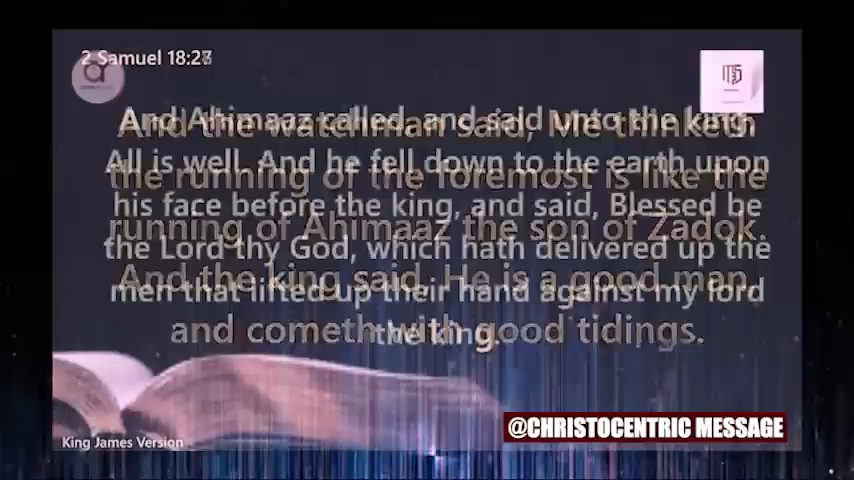 2 Samuel 18:28
And Ahimaaz called, and said unto the king,
All is well. And he fell down to the earth upon
his face before the king, and said, Blessed be
the Lord thy God, which hath delivered up the
men that lifted up their hand against my lord
the king.
And the watchman said, Me thinketh
the running of the foremost is like the
running of Ahimaaz the son of Zadok.
And the king said, He is a good man,
and cometh with good tidings.
King James Version
@CHRISTOCENTRIC MESSAGE